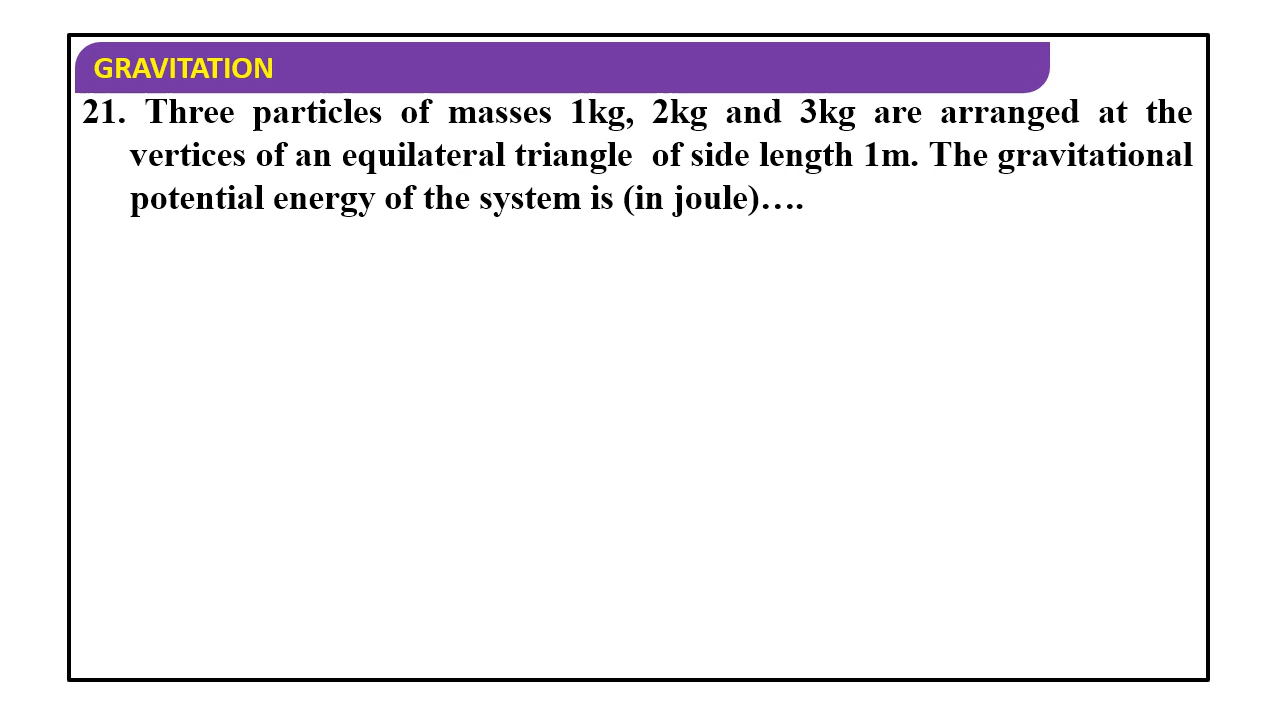 GRAVITATION
21. Three particles of masses 1kg, 2kg and 3kg are arranged at the
vertices of an equilateral triangle  of side length 1m. The gravitational
potential energy of the system is (in joule)….